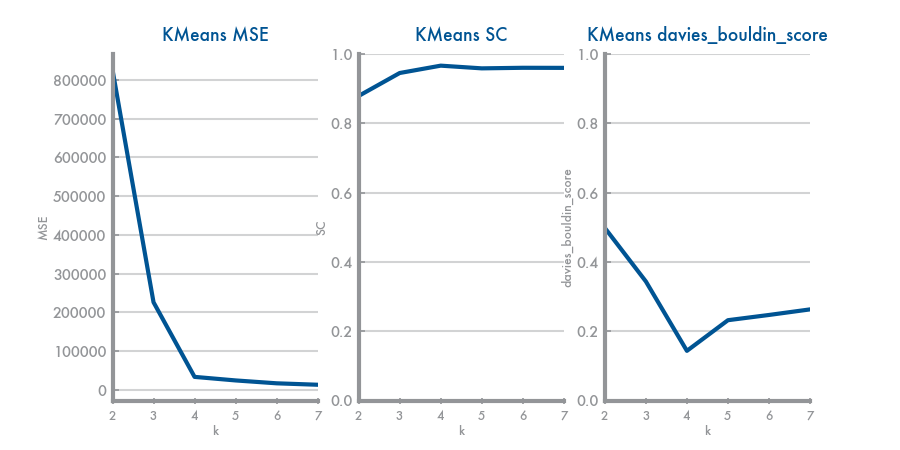 KMeans MSE
MSE
800000
700000
600000
500000
400000
300000
200000
100000
0
2 3 4 5 6 7
k
KMeans SC
SC
1.0
0.8
0.6
0.4
0.2
0.0
2 3 4 5 6 7
k
KMeans davies_bouldin_score
davies_bouldin_score
1.0
0.8
0.6
0.4
0.2
0.0
2 3 4 5 6 7
k